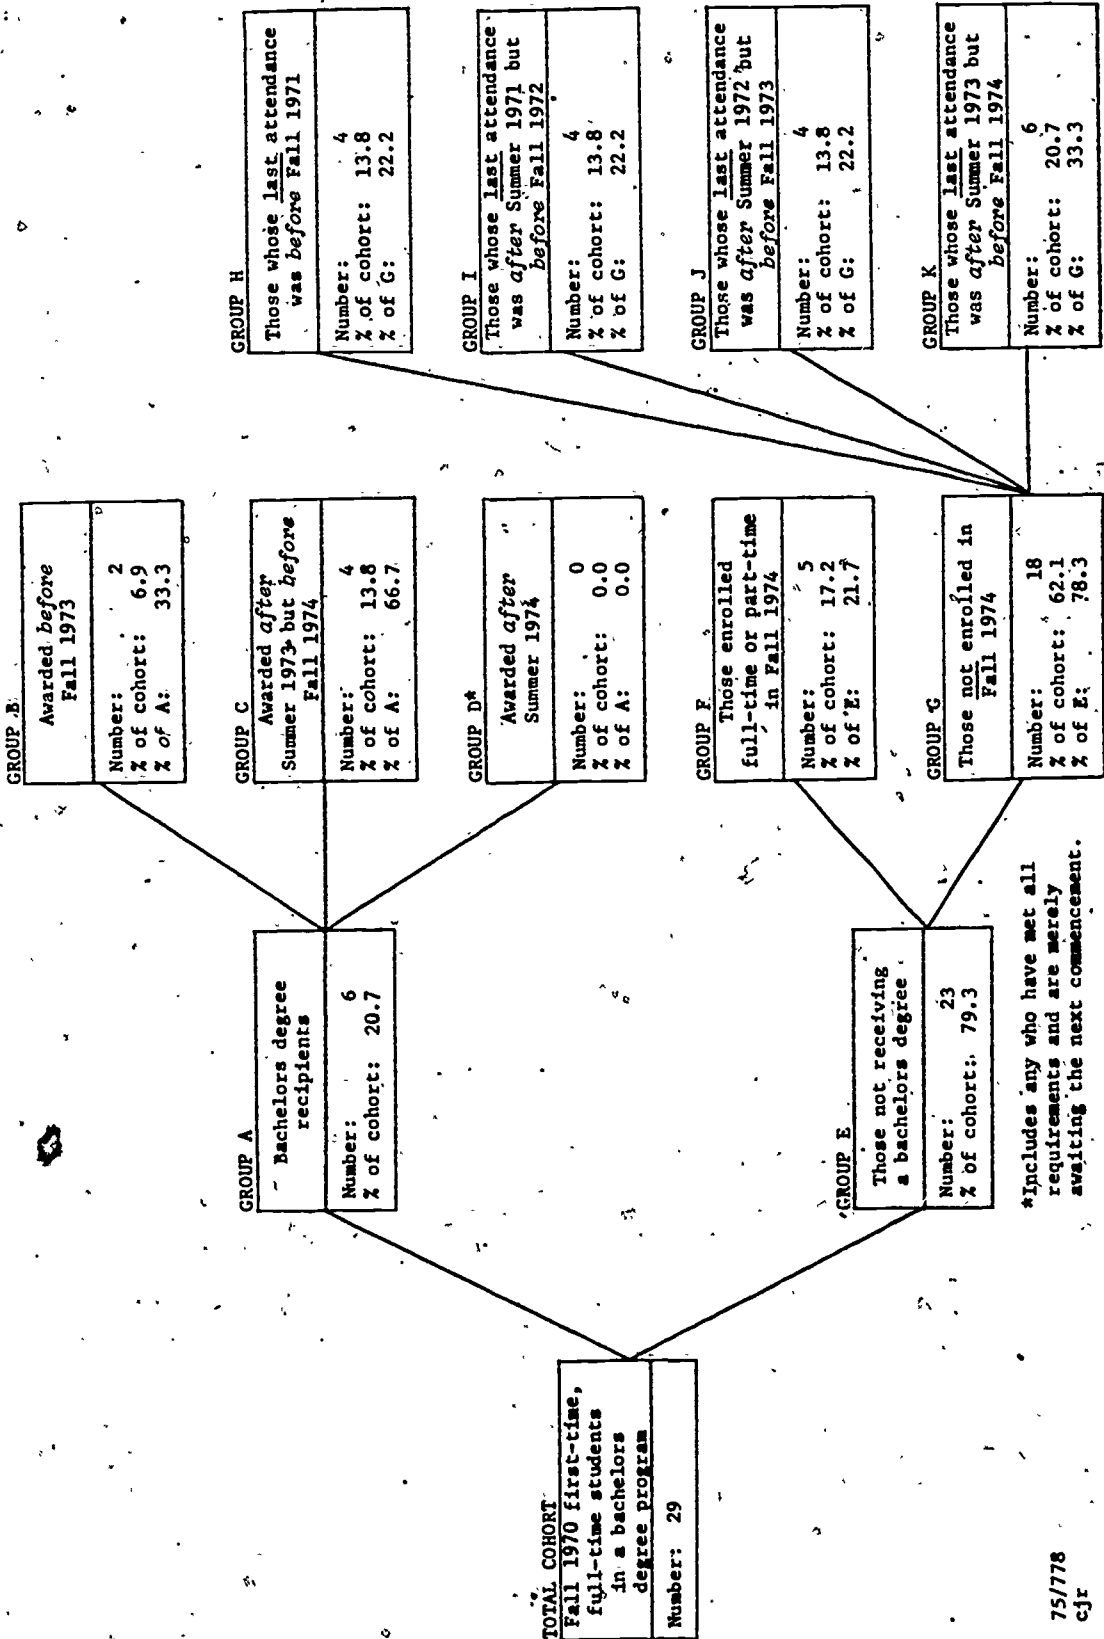 TOTAL COHORT
Fall 1970 first-time,
full-time students
in a bachelors
degree program
Number: 29
GROUP A
Bachelors degree
recipients
Number: 6
% of cohort: 20.7
GROUP E
Those not receiving
a bachelors degree
Number: 23
% of cohort: 79.3
GROUP B
Awarded before
Fall 1973
Number: 2
% of cohort: 6.9
% of A: 33.3
GROUP C
Awarded after
Summer 1973 but before
Fall 1974
Number: 4
% of cohort: 13.8
% of A: 66.7
GROUP D*
Awarded after
Summer 1974
Number: 0
% of cohort: 0.0
% of A: 0.0
GROUP F
Those enrolled
full-time or part-time
in Fall 1974
Number: 5
% of cohort: 17.2
% of E: 21.7
GROUP G
Those not enrolled in
Fall 1974
Number: 18
% of cohort: 62.1
% of E: 78.3
GROUP H
Those whose last attendance
was before Fall 1971
Number: 4
% of cohort: 13.8
% of G: 22.2
GROUP I
Those whose last attendance
was after Summer 1971 but
before Fall 1972
Number: 4
% of cohort: 13.8
% of G: 22.2
GROUP J
Those whose last attendance
was after Summer 1972 but
before Fall 1973
Number: 4
% of cohort: 13.8
% of G: 22.2
GROUP K
Those whose last attendance
was after Summer 1973 but
before Fall 1974
Number: 6
% of cohort: 20.7
% of G: 33.3
*Includes any who have met all
requirements and are merely
awaiting the next commencement.
75/778
cjr